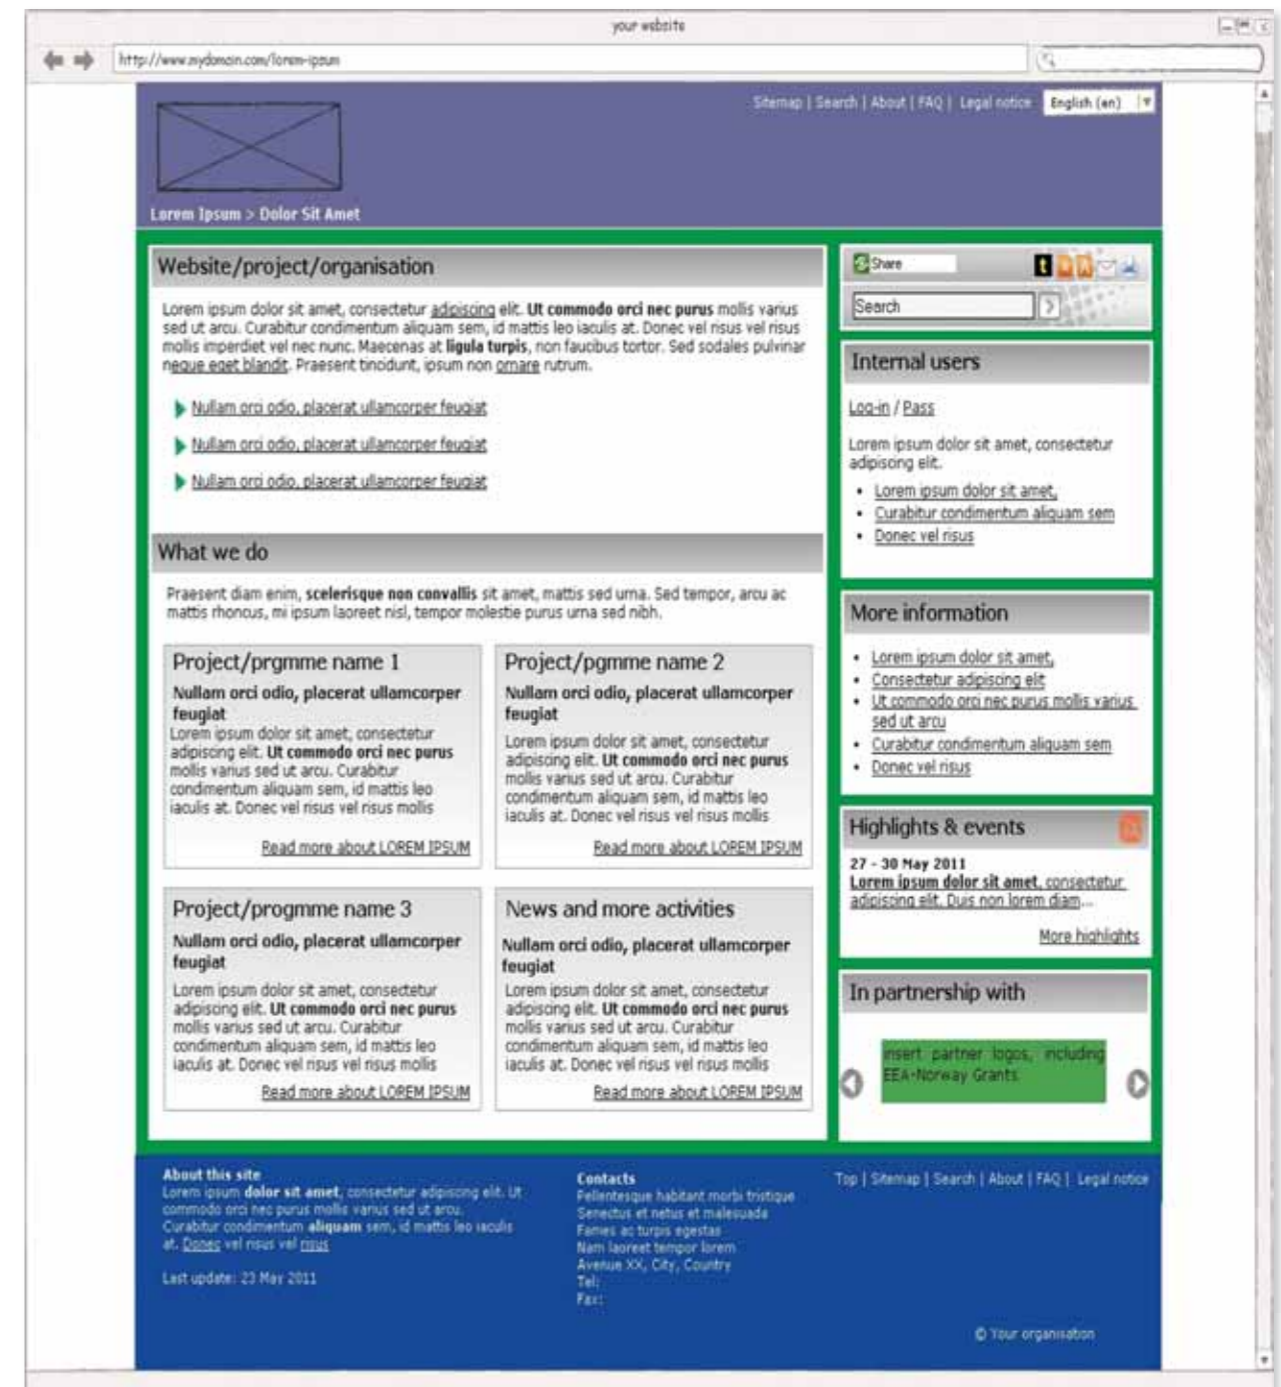 your website
http://www.mydomain.com/lorem-ipsum
Sitemap | Search | About | FAQ | Legal notice English (en)
Lorem Ipsum > Dolor Sit Amet
Website/project/organisation
Lorem ipsum dolor sit amet, consectetur adipiscing elit. Ut commodo orci nec purus mollis varius
sed ut arcu. Curabitur condimentum aliquam sem, id mattis leo iaculis at. Donec vel risus vel risus
mollis imperdiet vel nec nunc. Maecenas at ligula turpis, non faucibus tortor. Sed sodales pulvinar
neque eget blandit. Praesent tincidunt, ipsum non ornare rutrum.
Nullam orci odio, placerat ullamcorper feugiat
Nullam orci odio, placerat ullamcorper feugiat
Nullam orci odio, placerat ullamcorper feugiat
What we do
Praesent diam enim, scelerisque non convallis sit amet, mattis sed urna. Sed tempor, arcu ac
mattis rhoncus, mi ipsum laoreet nisl, tempor molestie purus urna sed nibh.
Project/prgmme name 1
Nullam orci odio, placerat ullamcorper
feugiat
Lorem ipsum dolor sit amet, consectetur
adipiscing elit. Ut commodo orci nec purus
mollis varius sed ut arcu. Curabitur
condimentum aliquam sem, id mattis leo
iaculis at. Donec vel risus vel risus mollis
Read more about LOREM IPSUM
Project/pgmme name 2
Nullam orci odio, placerat ullamcorper
feugiat
Lorem ipsum dolor sit amet, consectetur
adipiscing elit. Ut commodo orci nec purus
mollis varius sed ut arcu. Curabitur
condimentum aliquam sem, id mattis leo
iaculis at. Donec vel risus vel risus mollis
Read more about LOREM IPSUM
Project/progmme name 3
Nullam orci odio, placerat ullamcorper
feugiat
Lorem ipsum dolor sit amet, consectetur
adipiscing elit. Ut commodo orci nec purus
mollis varius sed ut arcu. Curabitur
condimentum aliquam sem, id mattis leo
iaculis at. Donec vel risus vel risus mollis
Read more about LOREM IPSUM
News and more activities
Nullam orci odio, placerat ullamcorper
feugiat
Lorem ipsum dolor sit amet, consectetur
adipiscing elit. Ut commodo orci nec purus
mollis varius sed ut arcu. Curabitur
condimentum aliquam sem, id mattis leo
iaculis at. Donec vel risus vel risus mollis
Read more about LOREM IPSUM
Share t
Search
Internal users
Log-in / Pass
Lorem ipsum dolor sit amet, consectetur
adipiscing elit.
• Lorem ipsum dolor sit amet,
• Curabitur condimentum aliquam sem
• Donec vel risus
More information
• Lorem ipsum dolor sit amet,
• Consectetur adipiscing elit
• Ut commodo orci nec purus mollis varius
sed ut arcu
• Curabitur condimentum aliquam sem
• Donec vel risus
Highlights & events
27 - 30 May 2011
Lorem ipsum dolor sit amet, consectetur
adipiscing elit. Duis non lorem diam...
More highlights
In partnership with
insert partner logos, including
EEA-Norway Grants
About this site
Lorem ipsum dolor sit amet, consectetur adipiscing elit. Ut
commodo orci nec purus mollis varius sed ut arcu.
Curabitur condimentum aliquam sem, id mattis leo iaculis
at. Donec vel risus vel risus
Last update: 23 May 2011
Contacts
Pellentesque habitant morbi tristique
Senectus et netus et malesuada
Fames ac turpis egestas
Nam laoreet tempor lorem
Avenue XX, City, Country
Tel:
Fax:
Top | Sitemap | Search | About | FAQ | Legal notice
© Your organisation